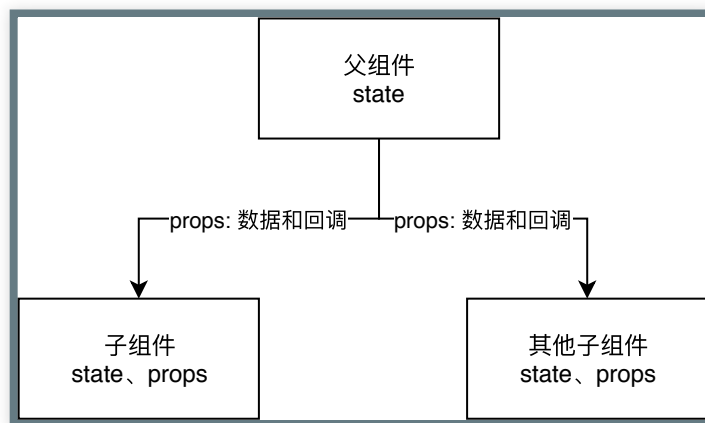 父组件
state
props: 数据和回调
props: 数据和回调
子组件
state、props
其他子组件
state、props